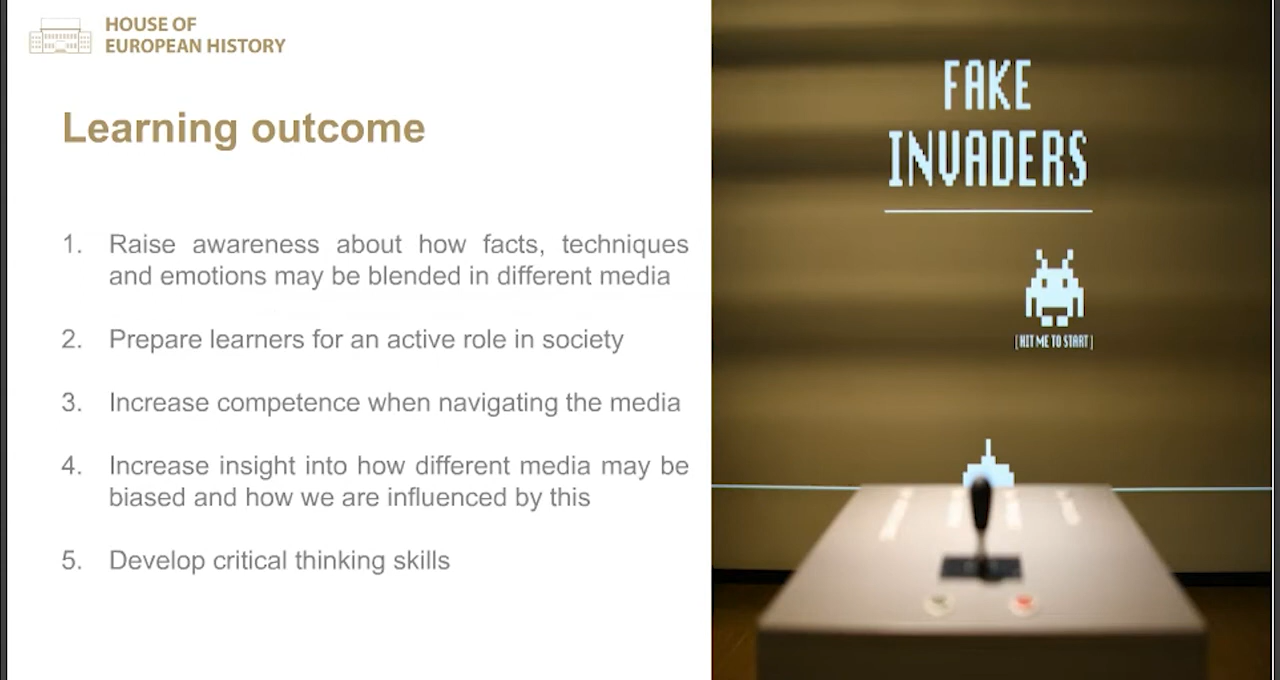 HOUSE OF
EUROPEAN HISTORY
Learning outcome
1. Raise awareness about how facts, techniques
and emotions may be blended in different media
2. Prepare learners for an active role in society
3. Increase competence when navigating the media
4. Increase insight into how different media may be
biased and how we are influenced by this
5. Develop critical thinking skills
FAKE
INVADERS
[HIT ME TO START]